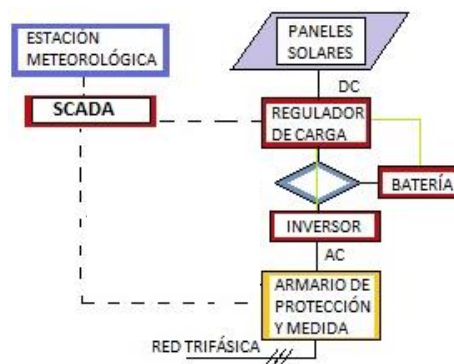 ESTACIÓN
METEOROLÓGICA
PANELES
SOLARES
DC
SCADA
REGULADOR
DE CARGA
BATERÍA
INVERSOR
AC
ARMARIO DE
PROTECCIÓN
Y MEDIDA
RED TRIFÁSICA